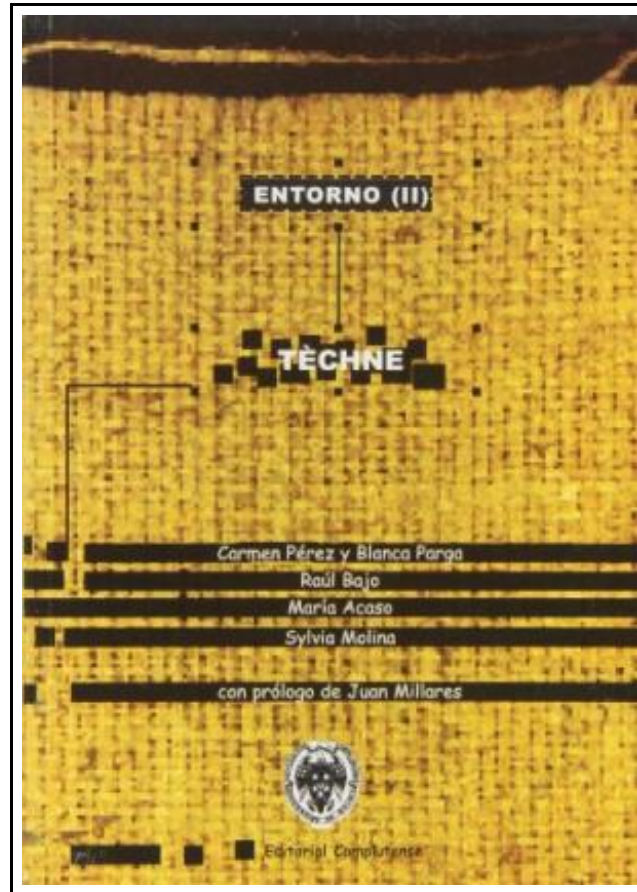 ENTORNO (II)
TÈCHNE
Carmen Pérez y Blanca Parga
Raúl Bajo
María Acaso
Sylvia Molina
con prólogo de Juan Millares
Editorial Complutense